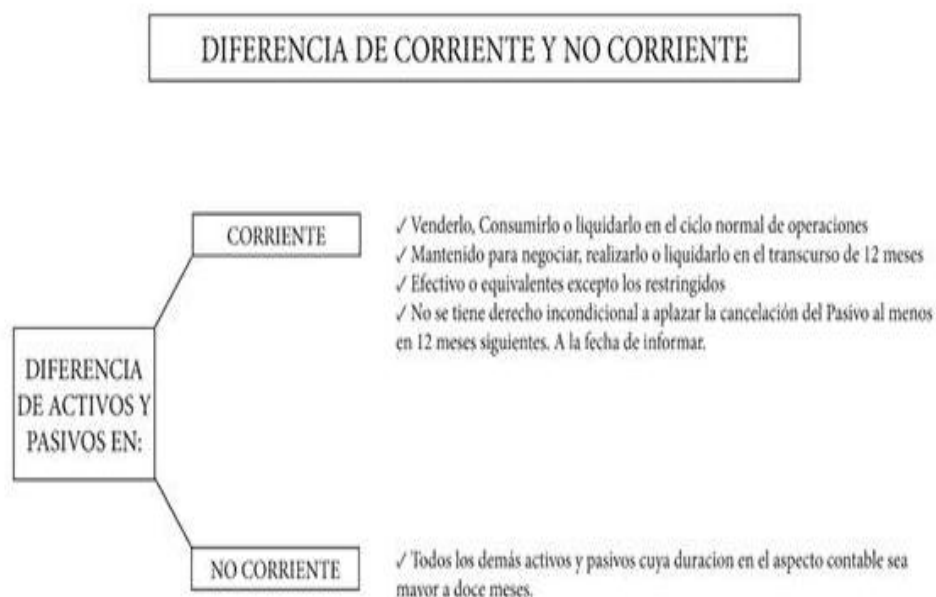 DIFERENCIA DE CORRIENTE Y NO CORRIENTE
CORRIENTE
✓ Venderlo, Consumirlo o liquidarlo en el ciclo normal de operaciones
✓ Mantenido para negociar, realizarlo o liquidarlo en el transcurso de 12 meses
✓ Efectivo o equivalentes excepto los restringidos
✓ No se tiene derecho incondicional a aplazar la cancelación del Pasivo al menos
en 12 meses siguientes. A la fecha de informar.
DIFERENCIA
DE ACTIVOS Y
PASIVOS EN:
NO CORRIENTE
✓ Todos los demás activos y pasivos cuya duracion en el aspecto contable sea
mayor a doce meses.